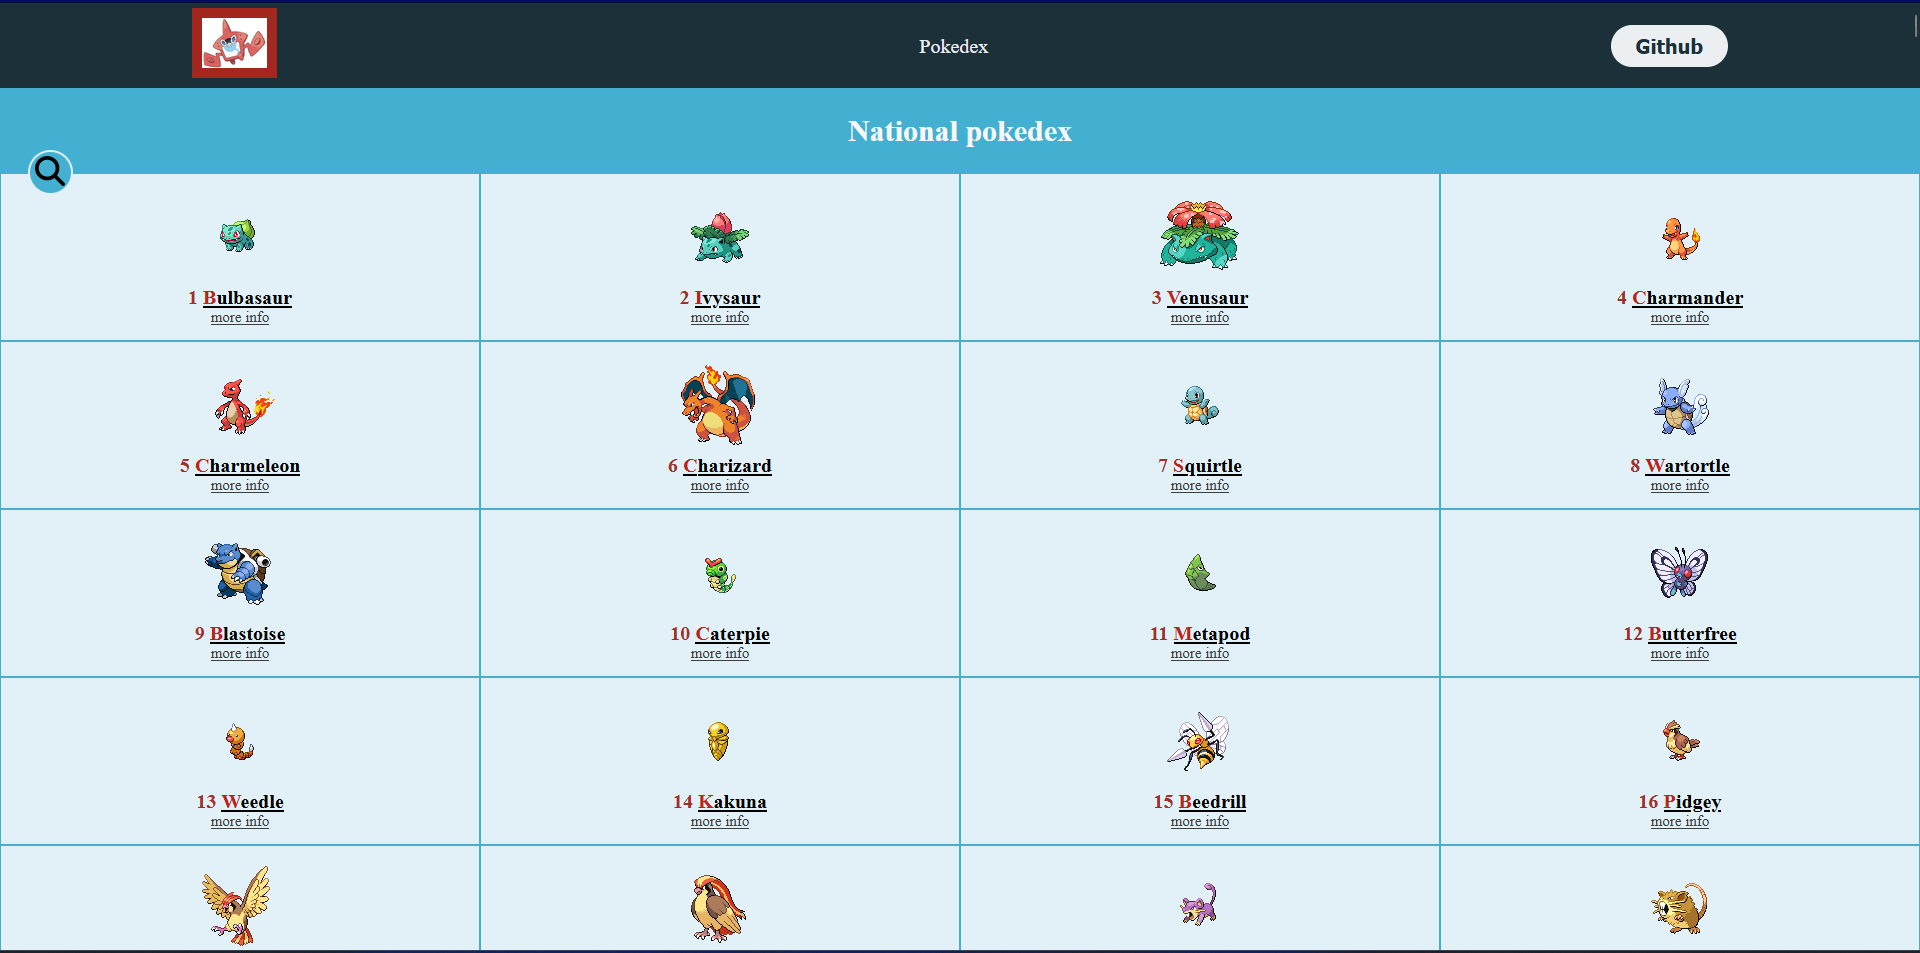 Pokedex
Github
National pokedex
1 Bulbasaur
more info
2 Ivysaur
more info
3 Venusaur
more info
4 Charmander
more info
5 Charmeleon
more info
6 Charizard
more info
7 Squirtle
more info
8 Wartortle
more info
9 Blastoise
more info
10 Caterpie
more info
11 Metapod
more info
12 Butterfree
more info
13 Weedle
more info
14 Kakuna
more info
15 Beedrill
more info
16 Pidgey
more info